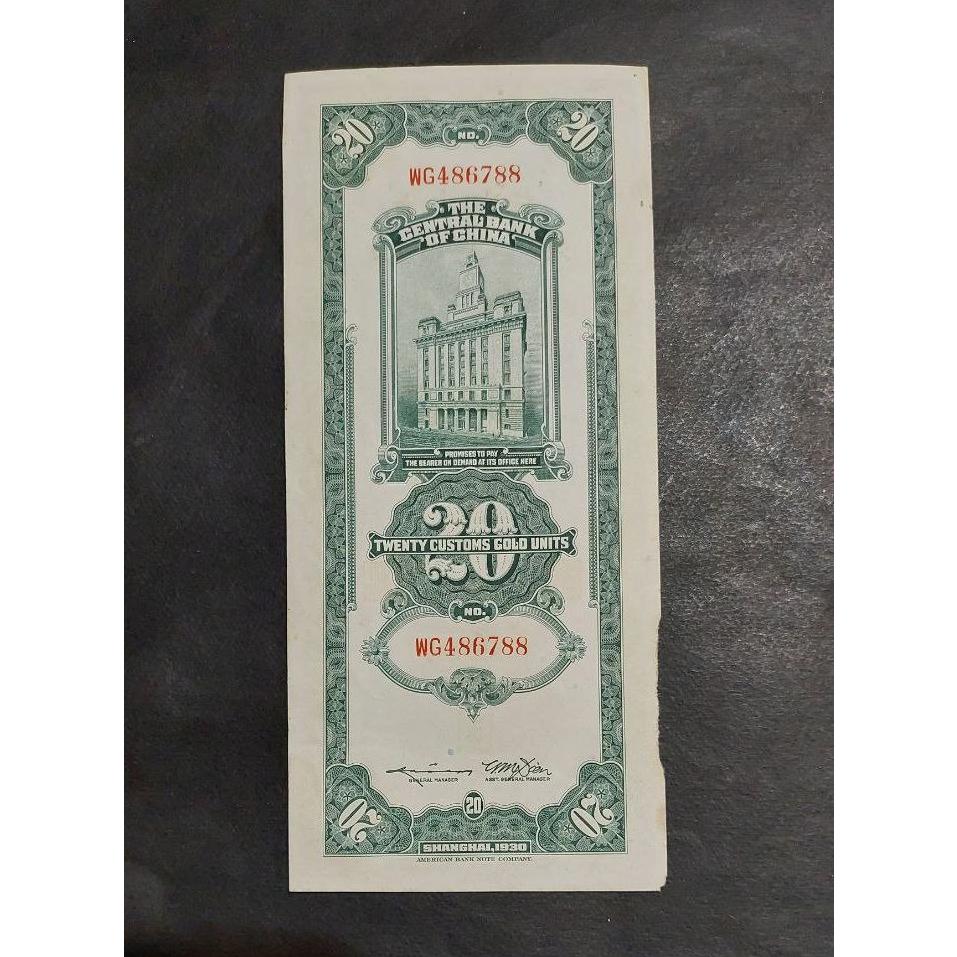 20 NO. 20
WG486788
THE
CENTRAL BANK
OF CHINA
PROMISES TO PAY
THE BEARER ON DEMAND AT ITS OFFICE HERE
20
TWENTY CUSTOMS GOLD UNITS
NO.
WG486788
GENERAL MANAGER ASST. GENERAL MANAGER
20 20 20
SHANGHAI, 1930
AMERICAN BANK NOTE COMPANY.